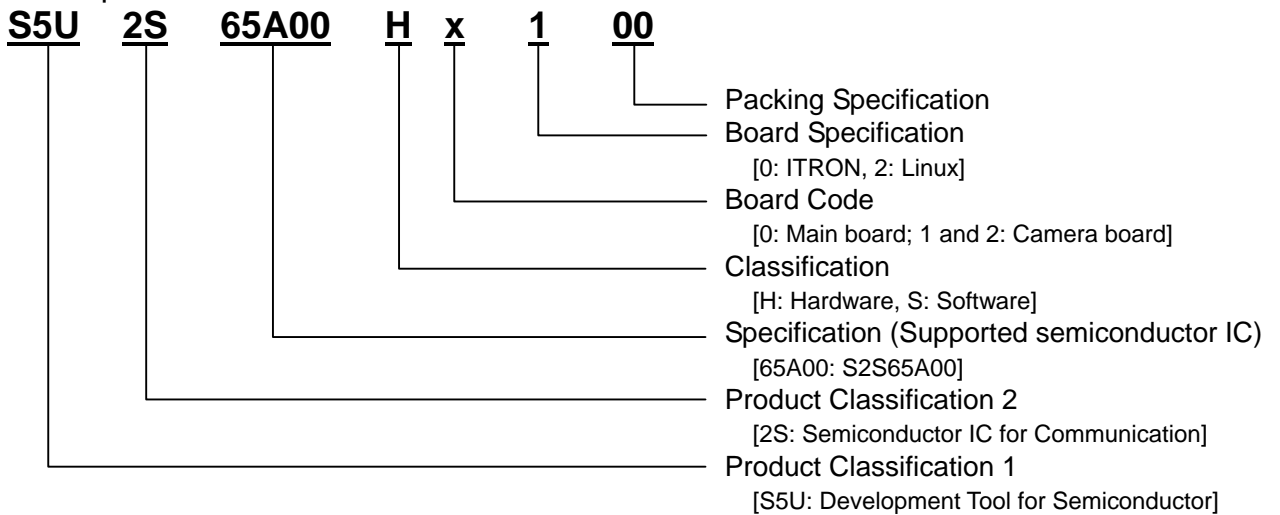 S5U 2S 65A00 H x 1 00
Packing Specification
Board Specification
[0: ITRON, 2: Linux]
Board Code
[0: Main board; 1 and 2: Camera board]
Classification
[H: Hardware, S: Software]
Specification (Supported semiconductor IC)
[65A00: S2S65A00]
Product Classification 2
[2S: Semiconductor IC for Communication]
Product Classification 1
[S5U: Development Tool for Semiconductor]